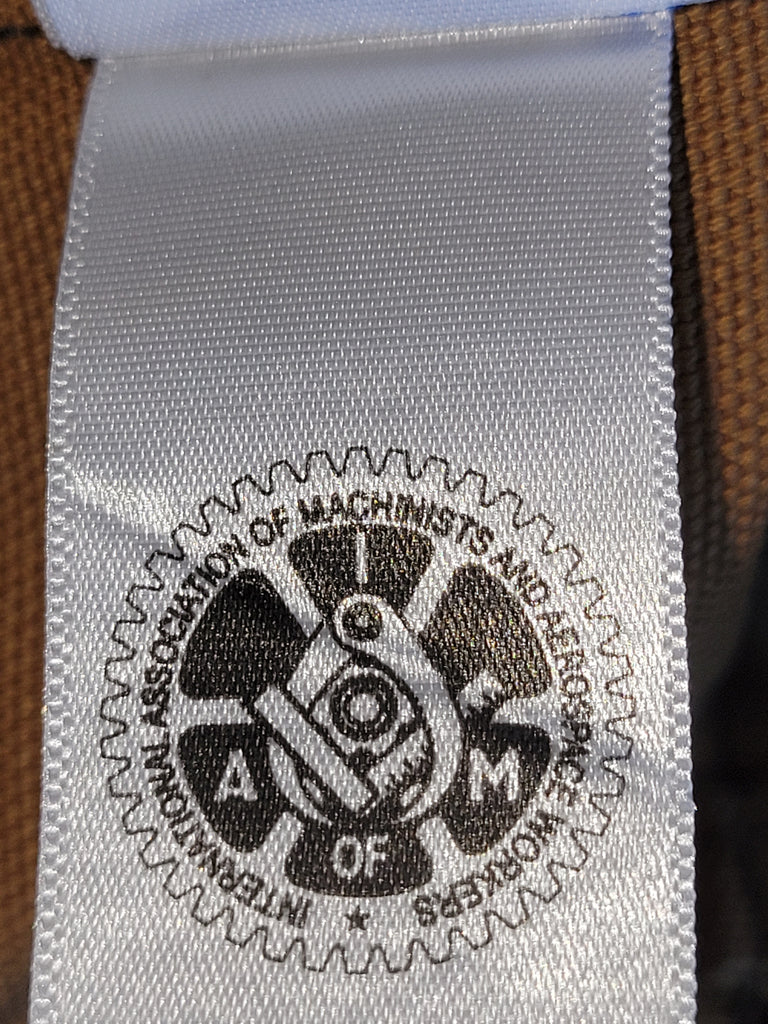 INTERNATIONAL ASSOCIATION OF MACHINISTS AND AEROSPACE WORKERS
I
A
M
OF